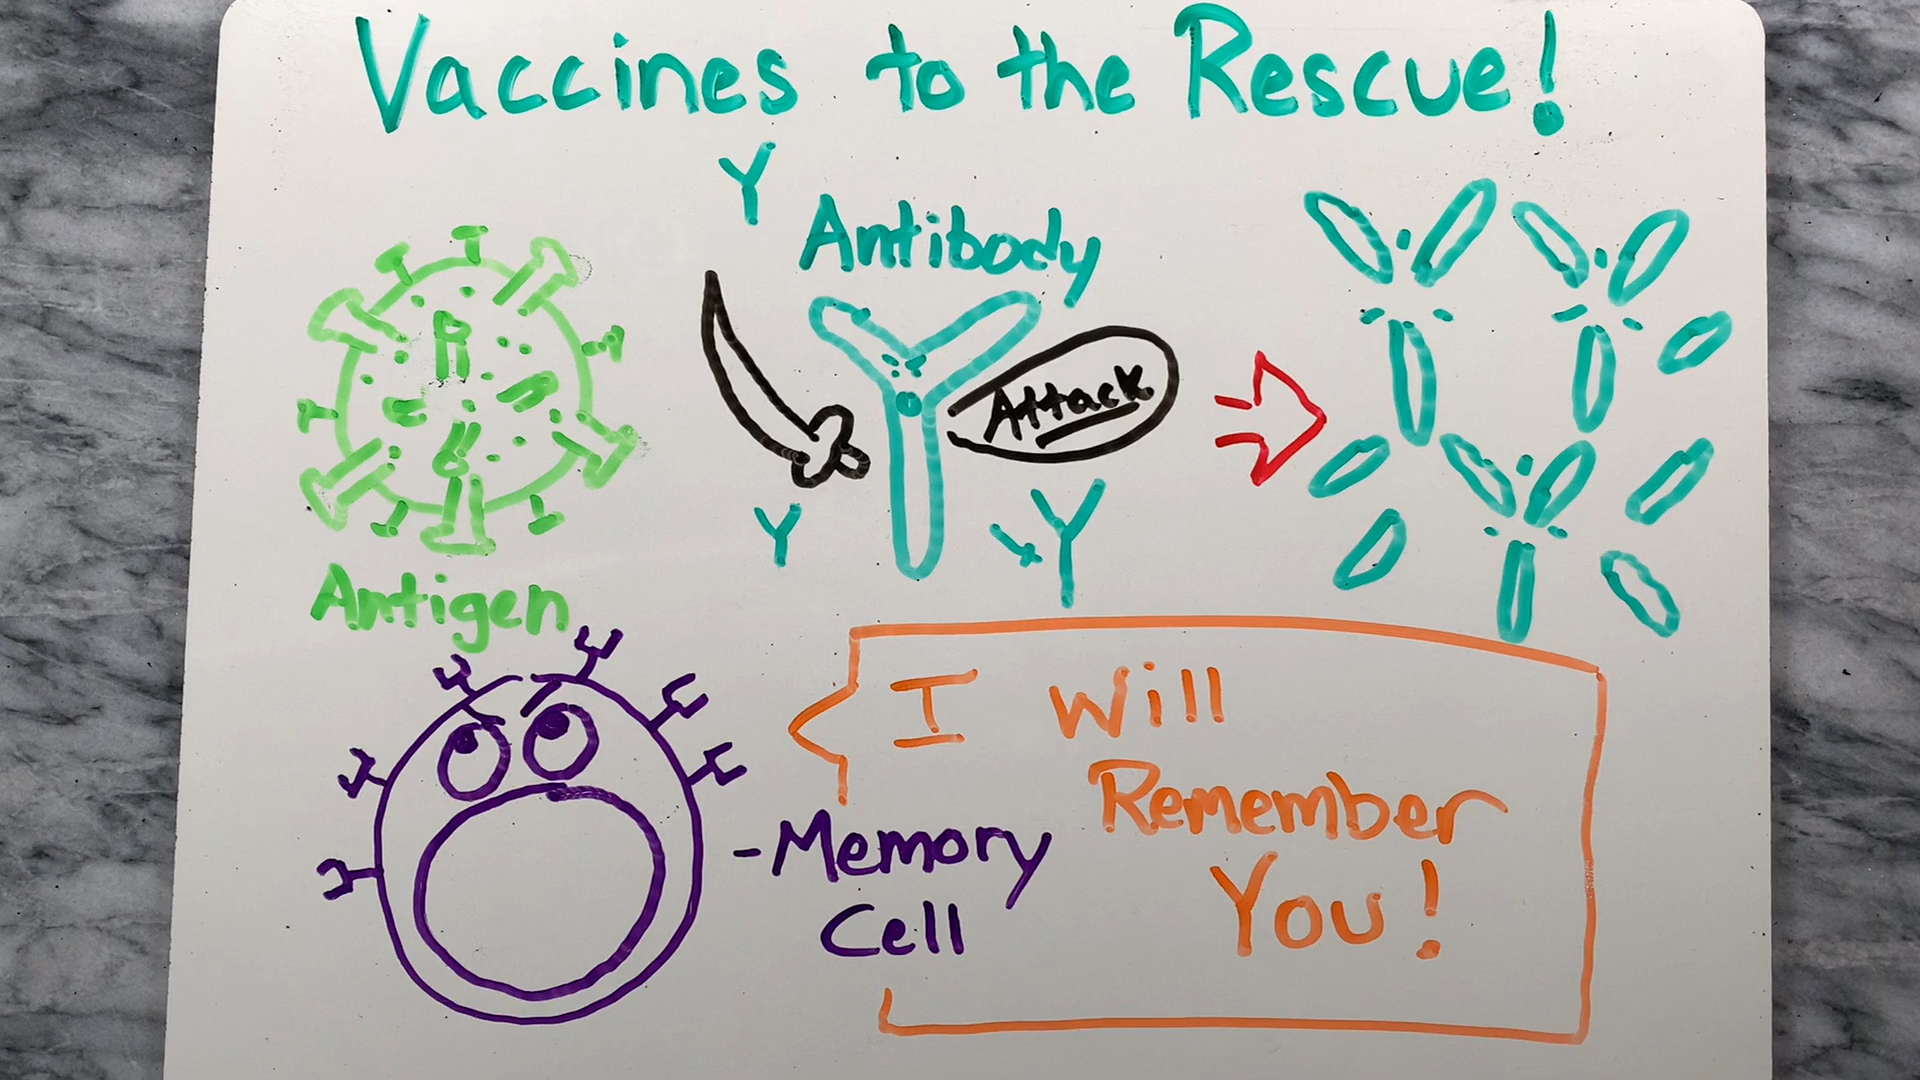 Vaccines to the Rescue!
Antibody
Attack
Antigen
I Will
Remember
You!
-Memory
Cell